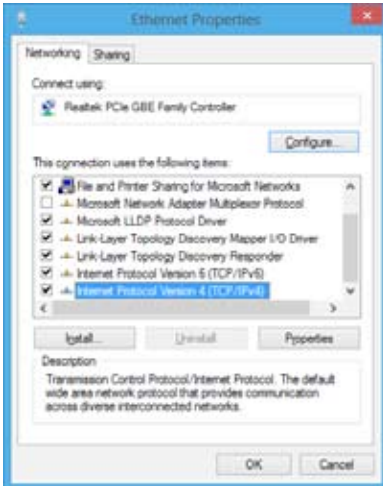 Ethernet Properties
Networking Sharing
Connect using:
Realtek PCIe GBE Family Controller
Configure...
This connection uses the following items:
File and Printer Sharing for Microsoft Networks
Microsoft Network Adapter Multiplexor Protocol
Microsoft LLDP Protocol Driver
Link-Layer Topology Discovery Mapper I/O Driver
Link-Layer Topology Discovery Responder
Internet Protocol Version 6 (TCP/IPv6)
Internet Protocol Version 4 (TCP/IPv4)
Install... Uninstall Properties
Description
Transmission Control Protocol/Internet Protocol. The default
wide area network protocol that provides communication
across diverse interconnected networks.
OK Cancel